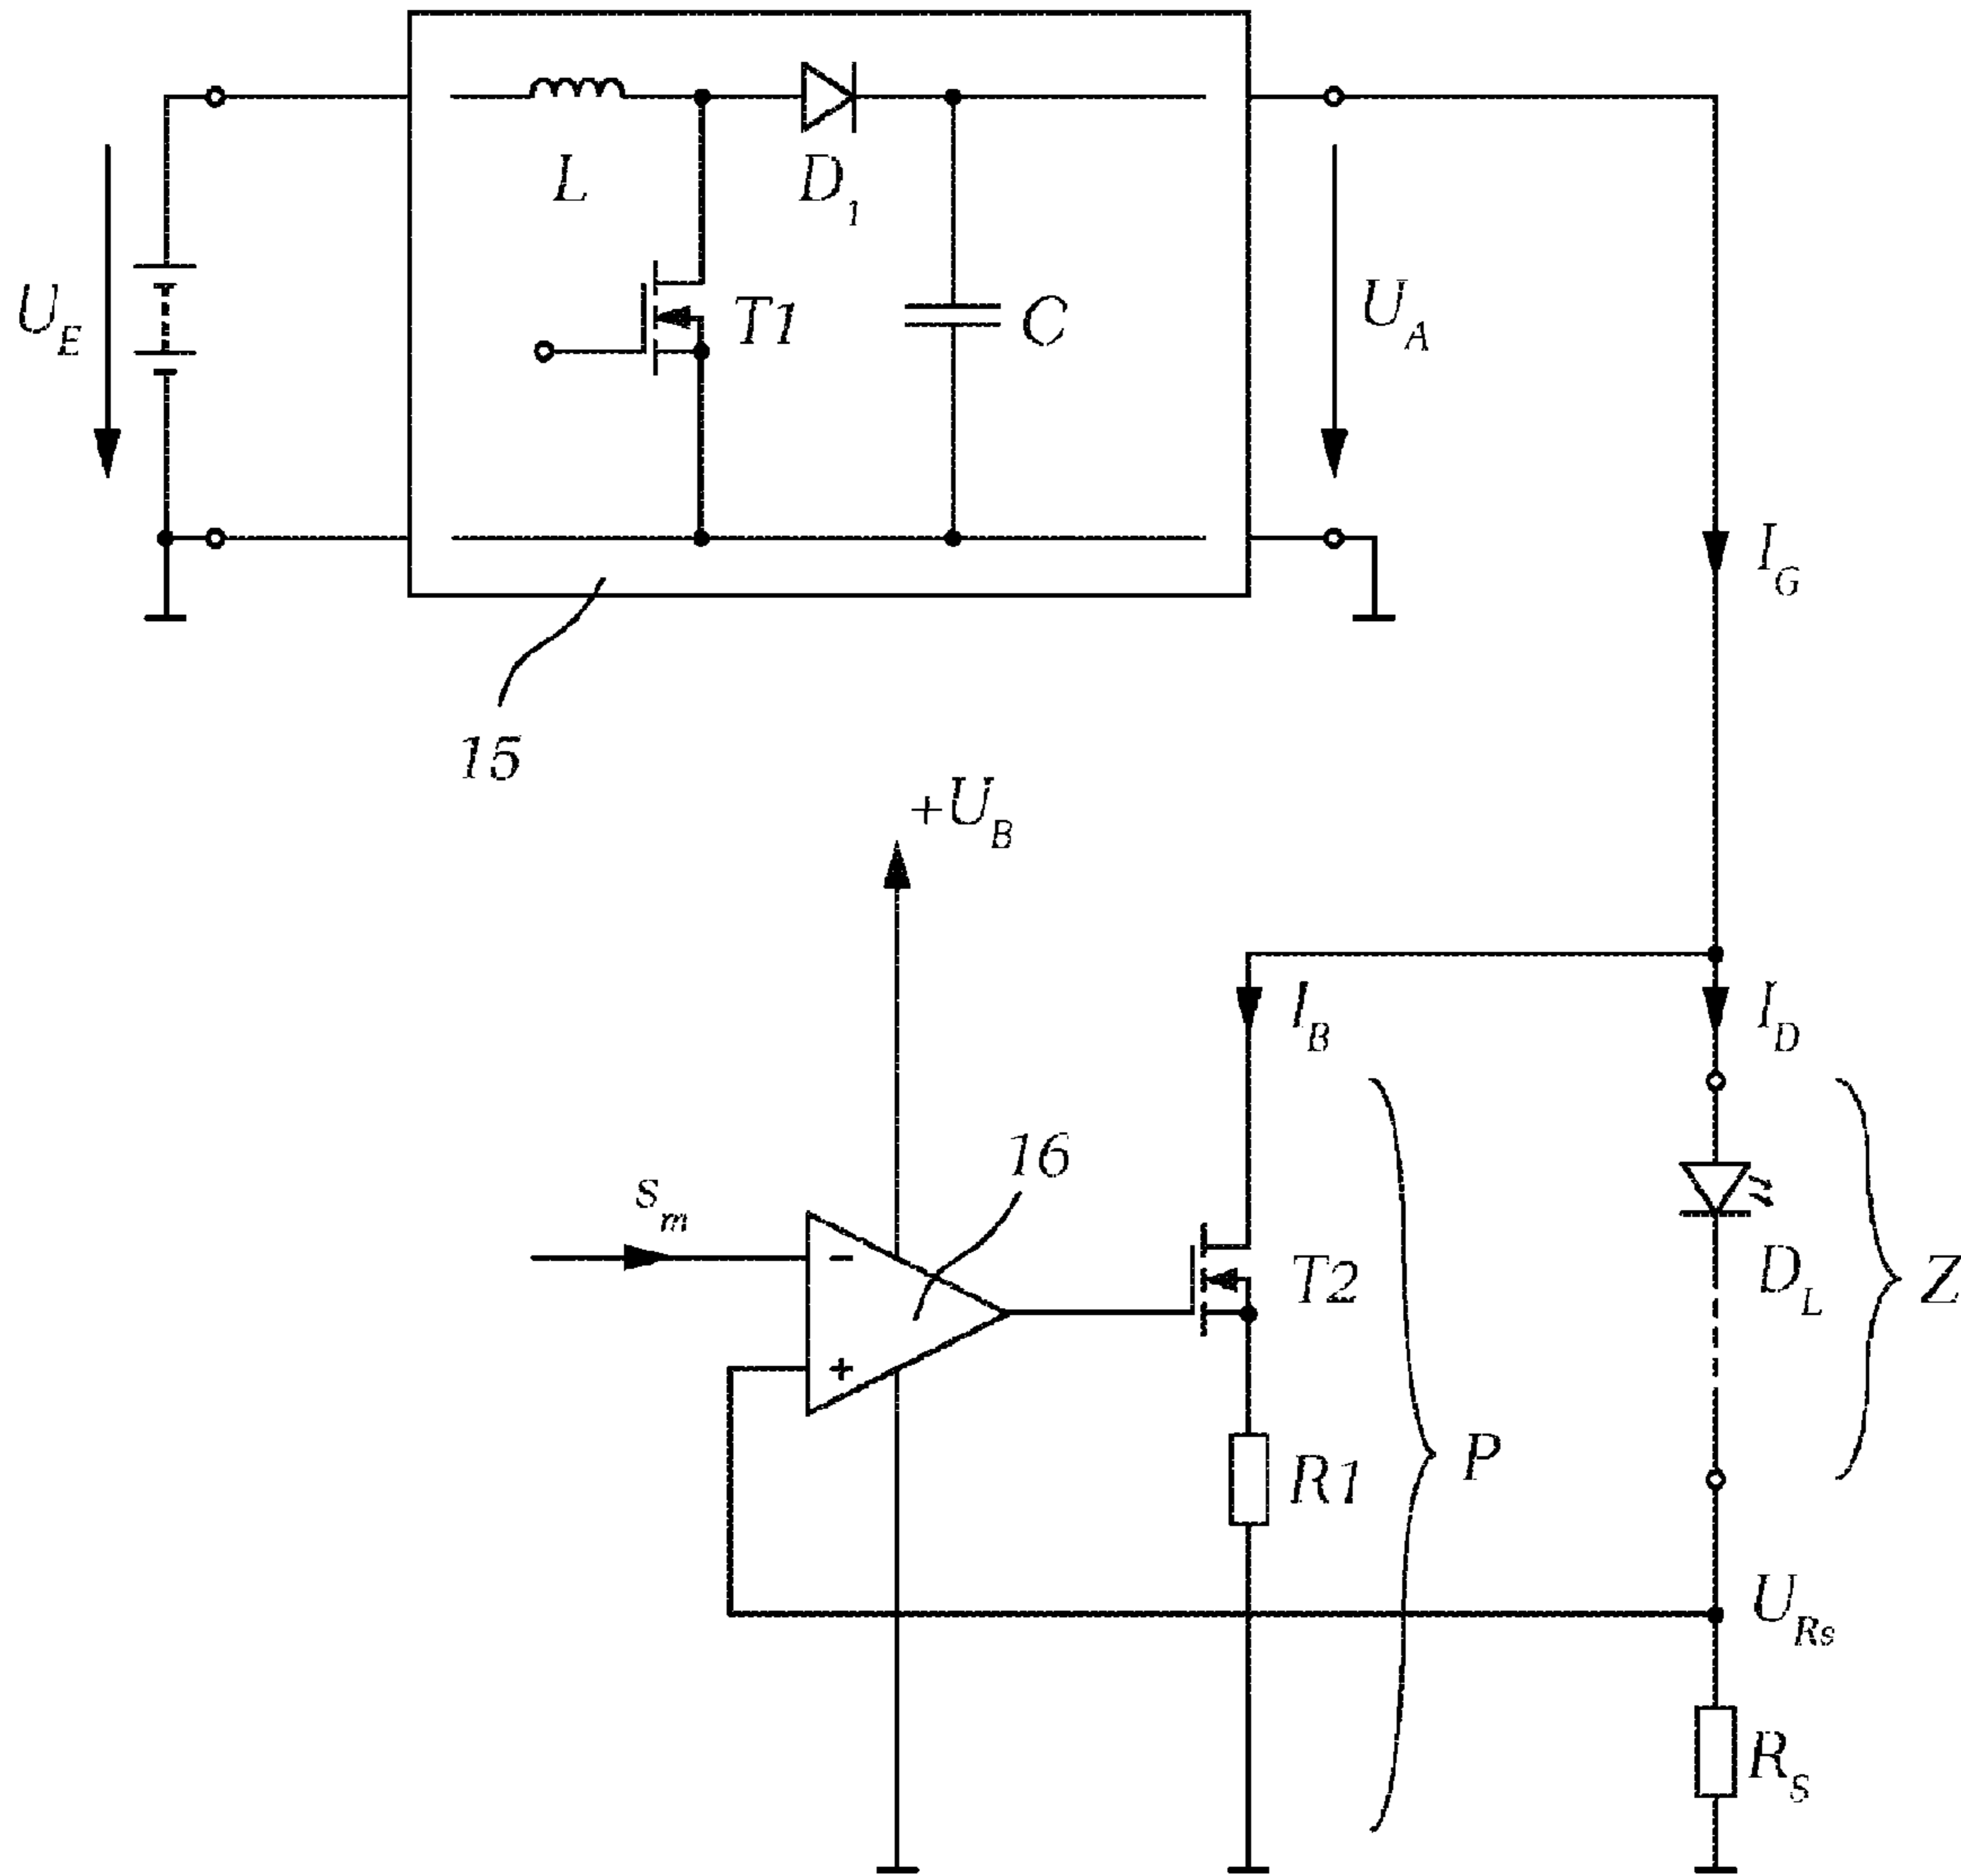 L
D1
U_E
T1
C
U_A
I_G
15
+U_B
I_B
I_D
16
s_m
-
+
T2
D_L
Z
R1
P
U_Rs
R_S